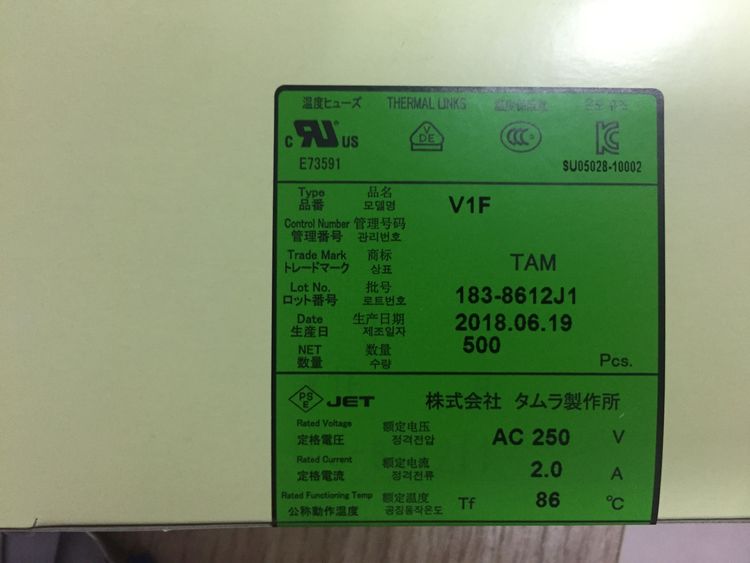 温度ヒューズ THERMAL LINKS
c RU US VDE CCC KC
E73591 SU05028-10002
Type 品名 V1F
品番 모델명
Control Number 管理号码
管理番号 관리번호
Trade Mark 商标 TAM
トレードマーク 상표
Lot No. 批号 183-8612J1
ロット番号 로트번호
Date 生产日期 2018.06.19
生産日 제조일자
NET 数量 500 Pcs.
数量 수량
PSE JET 株式会社 タムラ製作所
Rated Voltage 额定电压 AC 250 V
定格電圧 정격전압
Rated Current 额定电流 2.0 A
定格電流 정격전류
Rated Functioning Temp 额定温度 Tf 86 ℃
公称動作温度 공칭동작온도